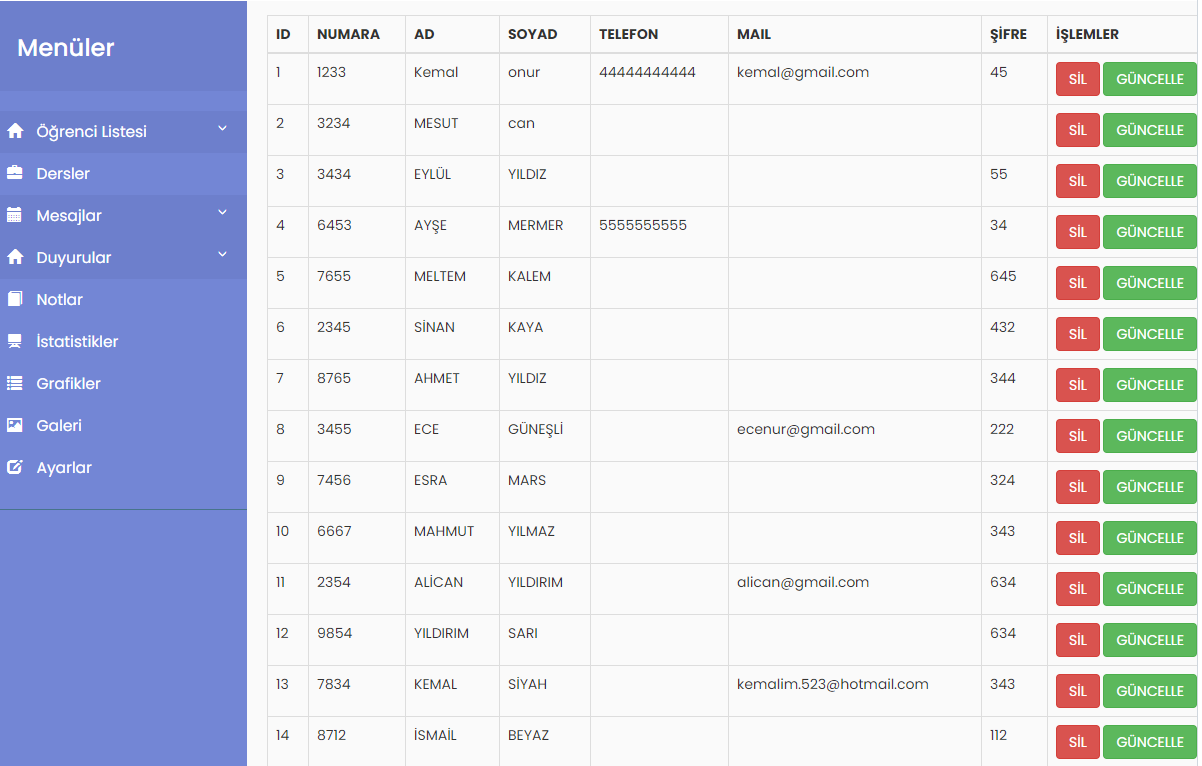 Menüler
Öğrenci Listesi
Dersler
Mesajlar
Duyurular
Notlar
İstatistikler
Grafikler
Galeri
Ayarlar
ID NUMARA AD SOYAD TELEFON MAIL ŞİFRE İŞLEMLER
1 1233 Kemal onur 44444444444 kemal@gmail.com 45 SİL GÜNCELLE
2 3234 MESUT can SİL GÜNCELLE
3 3434 EYLÜL YILDIZ 55 SİL GÜNCELLE
4 6453 AYŞE MERMER 5555555555 34 SİL GÜNCELLE
5 7655 MELTEM KALEM 645 SİL GÜNCELLE
6 2345 SİNAN KAYA 432 SİL GÜNCELLE
7 8765 AHMET YILDIZ 344 SİL GÜNCELLE
8 3455 ECE GÜNEŞLİ ecenur@gmail.com 222 SİL GÜNCELLE
9 7456 ESRA MARS 324 SİL GÜNCELLE
10 6667 MAHMUT YILMAZ 343 SİL GÜNCELLE
11 2354 ALİCAN YILDIRIM alican@gmail.com 634 SİL GÜNCELLE
12 9854 YILDIRIM SARI 634 SİL GÜNCELLE
13 7834 KEMAL SİYAH kemalim.523@hotmail.com 343 SİL GÜNCELLE
14 8712 İSMAİL BEYAZ 112 SİL GÜNCELLE